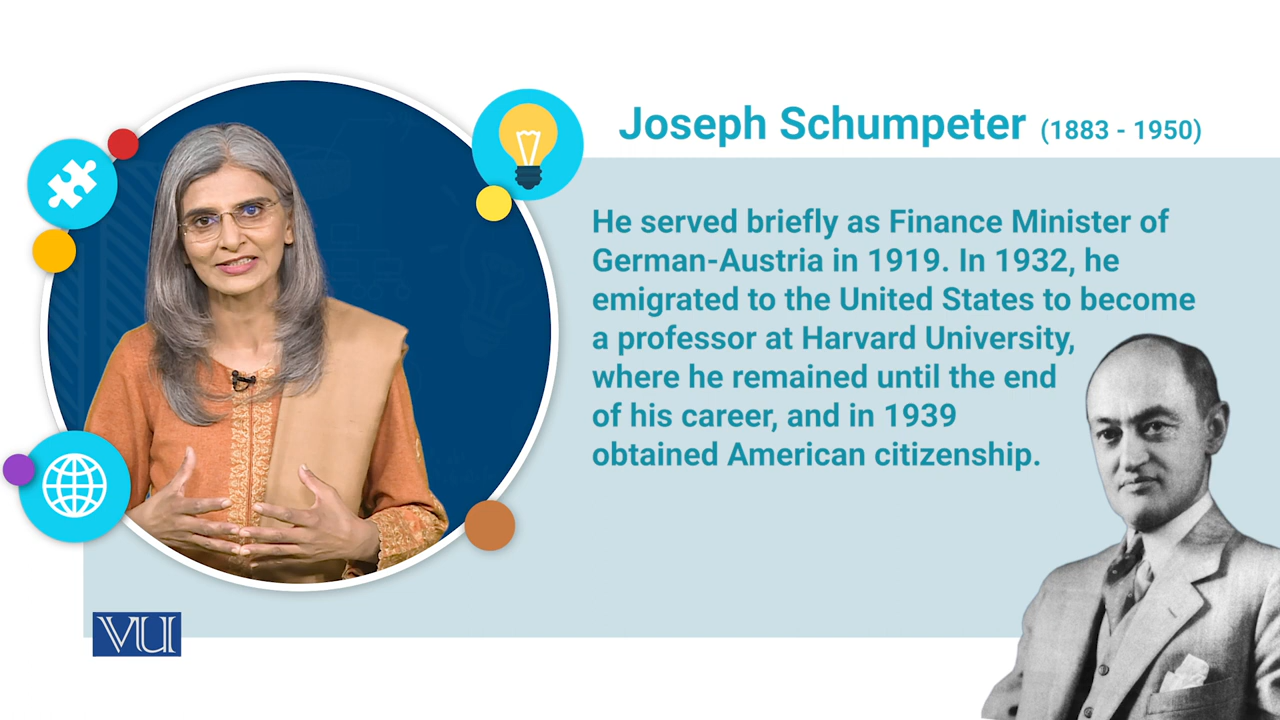 Joseph Schumpeter (1883 - 1950)
He served briefly as Finance Minister of
German-Austria in 1919. In 1932, he
emigrated to the United States to become
a professor at Harvard University,
where he remained until the end
of his career, and in 1939
obtained American citizenship.
VU